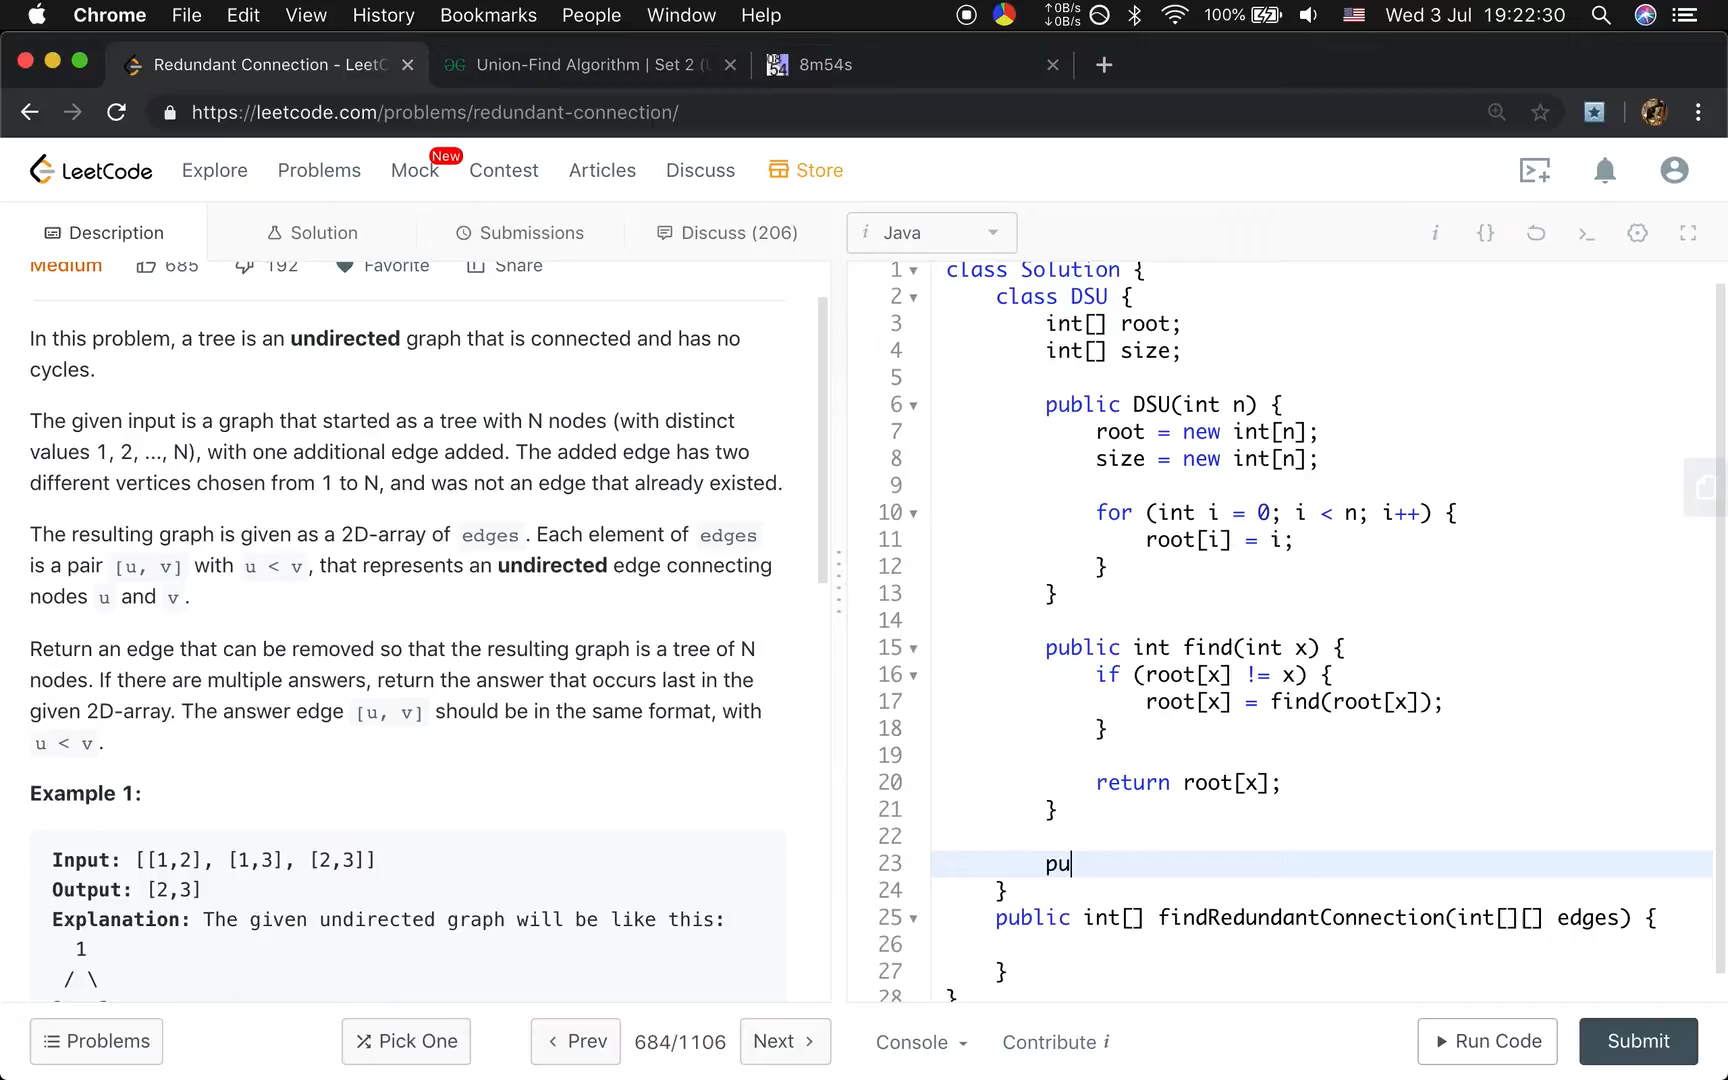 Chrome File Edit View History Bookmarks People Window Help 0B/s 0B/s 100% Wed 3 Jul 19:22:30
Redundant Connection - LeetC Union-Find Algorithm | Set 2 (U 8m54s
https://leetcode.com/problems/redundant-connection/
LeetCode Explore Problems Mock New Contest Articles Discuss Store
Description Solution Submissions Discuss (206) i Java
Medium 685 192 Favorite Share
In this problem, a tree is an undirected graph that is connected and has no
cycles.
The given input is a graph that started as a tree with N nodes (with distinct
values 1, 2, ..., N), with one additional edge added. The added edge has two
different vertices chosen from 1 to N, and was not an edge that already existed.
The resulting graph is given as a 2D-array of edges. Each element of edges
is a pair [u, v] with u < v, that represents an undirected edge connecting
nodes u and v.
Return an edge that can be removed so that the resulting graph is a tree of N
nodes. If there are multiple answers, return the answer that occurs last in the
given 2D-array. The answer edge [u, v] should be in the same format, with
u < v.
Example 1:
Input: [[1,2], [1,3], [2,3]]
Output: [2,3]
Explanation: The given undirected graph will be like this:
1
/ \
1 class Solution {
2 class DSU {
3 int[] root;
4 int[] size;
5
6 public DSU(int n) {
7 root = new int[n];
8 size = new int[n];
9
10 for (int i = 0; i < n; i++) {
11 root[i] = i;
12 }
13 }
14
15 public int find(int x) {
16 if (root[x] != x) {
17 root[x] = find(root[x]);
18 }
19
20 return root[x];
21 }
22
23 pu
24 }
25 public int[] findRedundantConnection(int[][] edges) {
26
27 }
28 }
Problems Pick One Prev 684/1106 Next Console Contribute i Run Code Submit